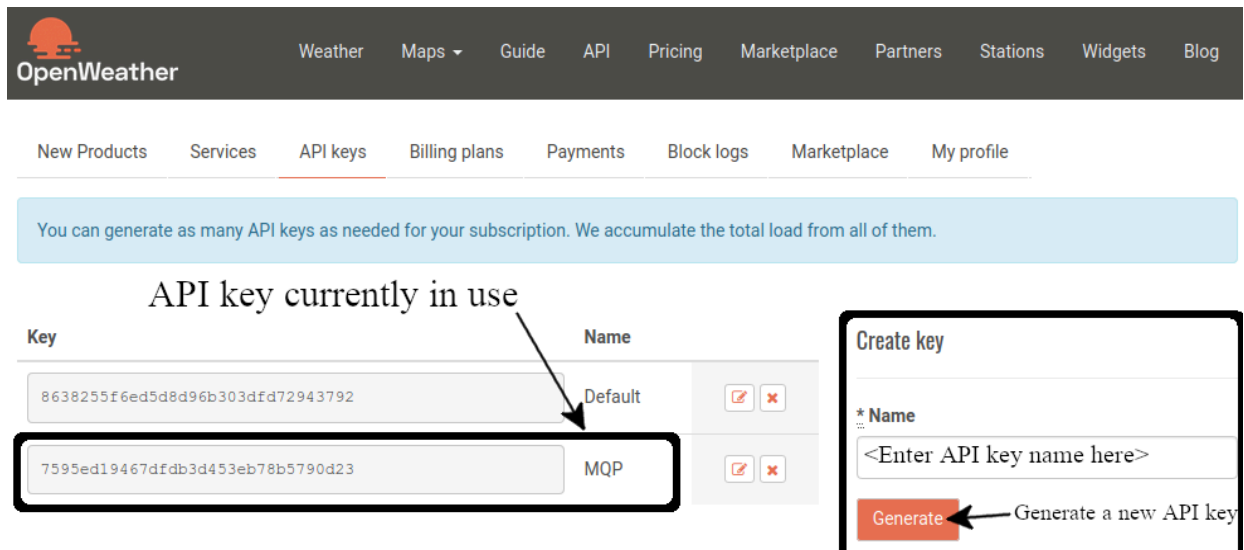 OpenWeather
Weather Maps Guide API Pricing Marketplace Partners Stations Widgets Blog
New Products Services API keys Billing plans Payments Block logs Marketplace My profile
You can generate as many API keys as needed for your subscription. We accumulate the total load from all of them.
API key currently in use
Key Name
8638255f6ed5d8d96b303dfd72943792 Default
7595ed19467dfdb3d453eb78b5790d23 MQP
Create key
* Name
<Enter API key name here>
Generate Generate a new API key